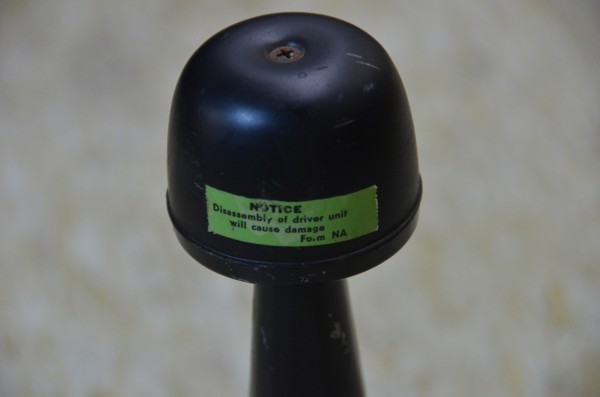 NOTICE
Disassembly of driver unit
will cause damage
Form NA